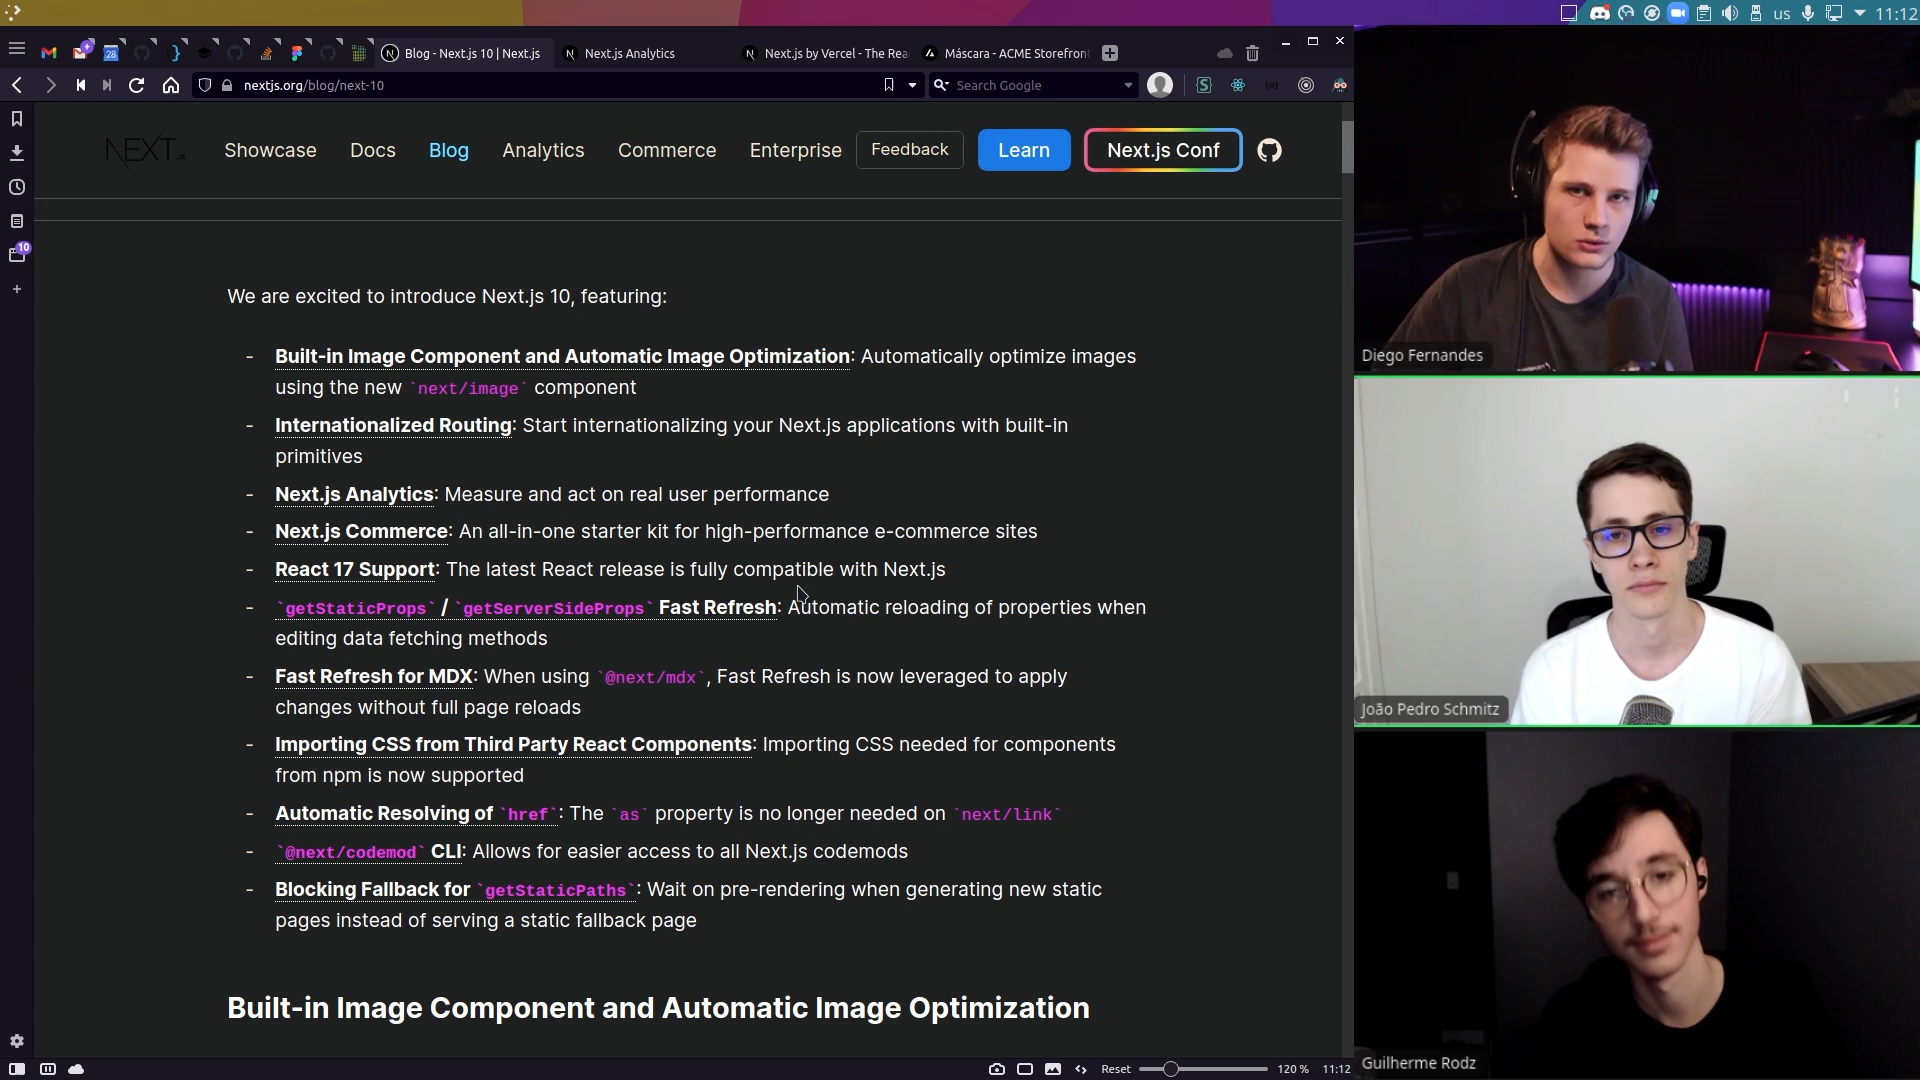 us
11:12
28
Blog - Next.js 10 | Next.js
Next.js Analytics
Next.js by Vercel - The Rea
Máscara - ACME Storefront
nextjs.org/blog/next-10
Search Google
10
NEXT.JS
Showcase
Docs
Blog
Analytics
Commerce
Enterprise
Feedback
Learn
Next.js Conf
We are excited to introduce Next.js 10, featuring:
- Built-in Image Component and Automatic Image Optimization: Automatically optimize images
using the new `next/image` component
- Internationalized Routing: Start internationalizing your Next.js applications with built-in
primitives
- Next.js Analytics: Measure and act on real user performance
- Next.js Commerce: An all-in-one starter kit for high-performance e-commerce sites
- React 17 Support: The latest React release is fully compatible with Next.js
- `getStaticProps` / `getServerSideProps` Fast Refresh: Automatic reloading of properties when
editing data fetching methods
- Fast Refresh for MDX: When using `@next/mdx`, Fast Refresh is now leveraged to apply
changes without full page reloads
- Importing CSS from Third Party React Components: Importing CSS needed for components
from npm is now supported
- Automatic Resolving of `href`: The `as` property is no longer needed on `next/link`
- `@next/codemod` CLI: Allows for easier access to all Next.js codemods
- Blocking Fallback for `getStaticPaths`: Wait on pre-rendering when generating new static
pages instead of serving a static fallback page
Built-in Image Component and Automatic Image Optimization
Reset
120 %
11:12
Diego Fernandes
João Pedro Schmitz
Guilherme Rodz